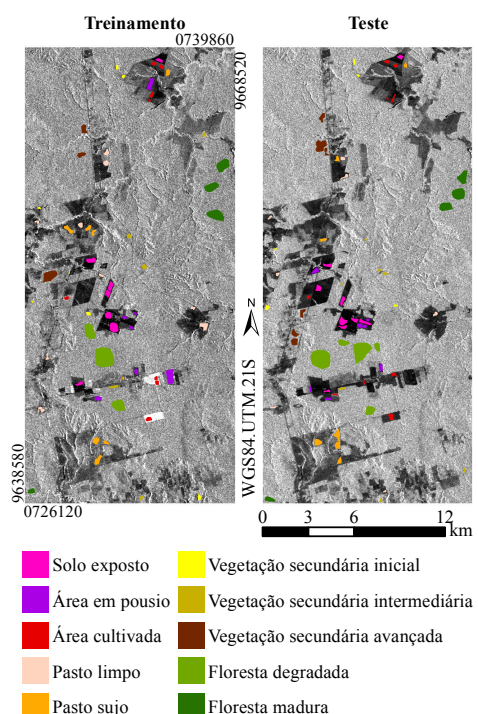 Treinamento
Teste
0739860
9668520
9638580
0726120
WGS84.UTM.21S
N
0 3 6 12
km
Solo exposto
Área em pousio
Área cultivada
Pasto limpo
Pasto sujo
Vegetação secundária inicial
Vegetação secundária intermediária
Vegetação secundária avançada
Floresta degradada
Floresta madura